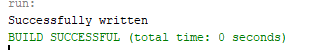 run:
Successfully written
BUILD SUCCESSFUL (total time: 0 seconds)